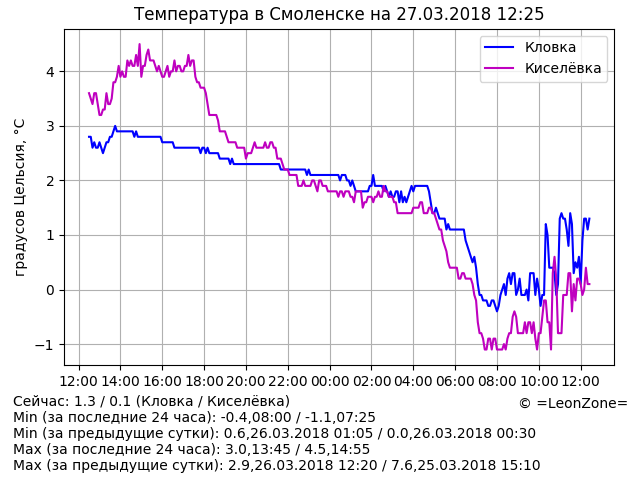 Температура в Смоленске на 27.03.2018 12:25
Кловка
Киселёвка
градусов Цельсия, °C
4
3
2
1
0
−1
12:00 14:00 16:00 18:00 20:00 22:00 00:00 02:00 04:00 06:00 08:00 10:00 12:00
Сейчас: 1.3 / 0.1 (Кловка / Киселёвка)
© =LeonZone=
Min (за последние 24 часа): -0.4,08:00 / -1.1,07:25
Min (за предыдущие сутки): 0.6,26.03.2018 01:05 / 0.0,26.03.2018 00:30
Max (за последние 24 часа): 3.0,13:45 / 4.5,14:55
Max (за предыдущие сутки): 2.9,26.03.2018 12:20 / 7.6,25.03.2018 15:10